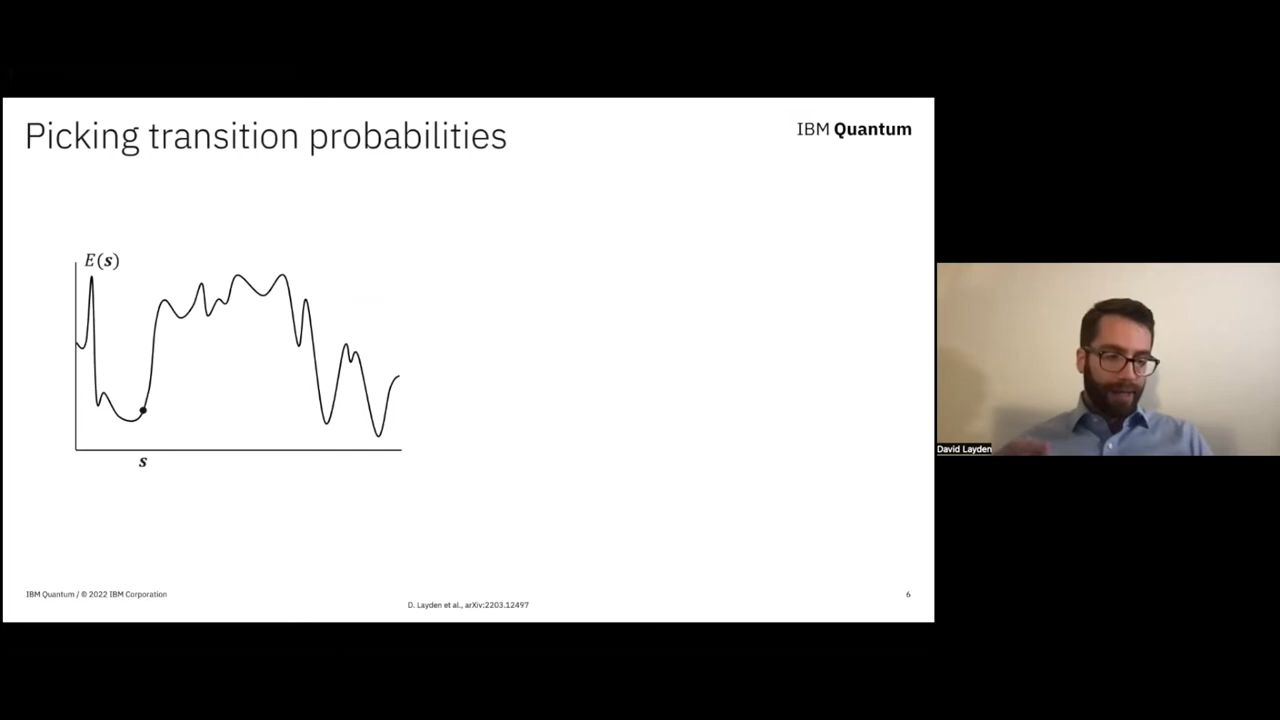 Picking transition probabilities
IBM Quantum
E(s)
s
IBM Quantum / © 2022 IBM Corporation
D. Layden et al., arXiv:2203.12497
6
David Layden